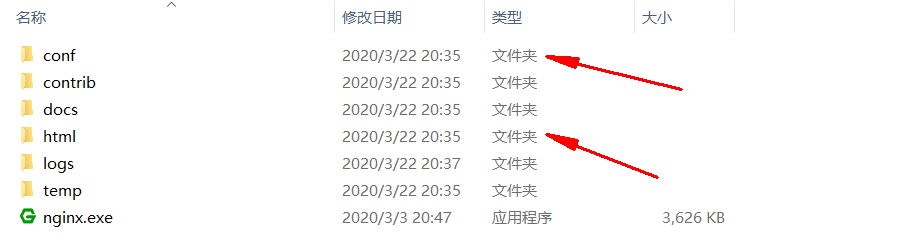 名称 修改日期 类型 大小
conf 2020/3/22 20:35 文件夹
contrib 2020/3/22 20:35 文件夹
docs 2020/3/22 20:35 文件夹
html 2020/3/22 20:35 文件夹
logs 2020/3/22 20:37 文件夹
temp 2020/3/22 20:35 文件夹
nginx.exe 2020/3/3 20:47 应用程序 3,626 KB